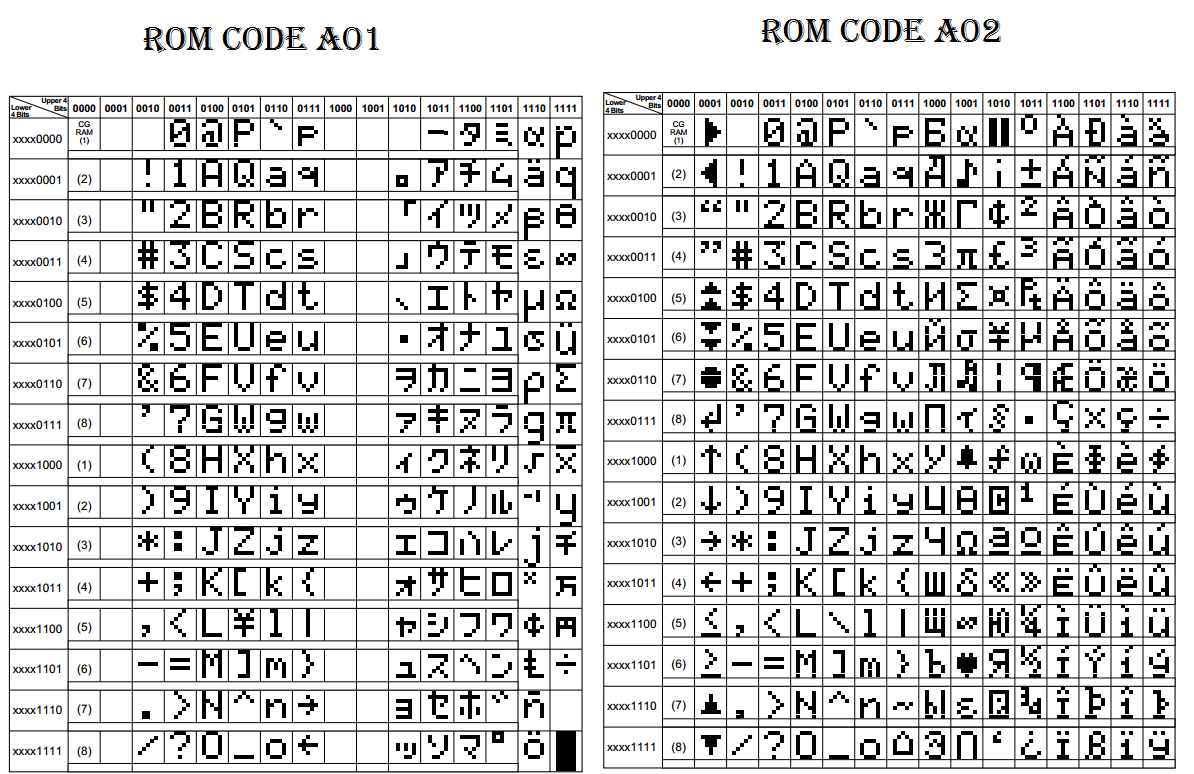 ROM CODE A01
Upper 4 Bits Lower 4 Bits 0000 0001 0010 0011 0100 0101 0110 0111 1000 1001 1010 1011 1100 1101 1110 1111
xxxx0000 CG RAM (1) 0 @ P ` p ー タ ミ α p
xxxx0001 (2) ! 1 A Q a q 。 ア チ ム ä q
xxxx0010 (3) " 2 B R b r 「 イ ツ メ β θ
xxxx0011 (4) # 3 C S c s 」 ウ テ モ ε ∞
xxxx0100 (5) $ 4 D T d t 、 エ ト ヤ μ Ω
xxxx0101 (6) % 5 E U e u ・ オ ナ ユ σ ü
xxxx0110 (7) & 6 F V f v ヲ カ ニ ヨ ρ Σ
xxxx0111 (8) ' 7 G W g w ァ キ ヌ ラ g π
xxxx1000 (1) ( 8 H X h x ィ ク ネ リ √ x̄
xxxx1001 (2) ) 9 I Y i y ゥ ケ ノ ル ⁻¹ y
xxxx1010 (3) * : J Z j z ェ コ ハ レ j 千
xxxx1011 (4) + ; K [ k { ォ サ ヒ ロ ˣ 万
xxxx1100 (5) , < L ¥ l | ャ シ フ ワ ¢ 円
xxxx1101 (6) - = M ] m } ュ ス ヘ ン Ł ÷
xxxx1110 (7) . > N ^ n → ョ セ ホ ゛ ñ
xxxx1111 (8) / ? O _ o ← ッ ソ マ ゜ ö █
ROM CODE A02
Upper 4 Bits Lower 4 Bits 0000 0001 0010 0011 0100 0101 0110 0111 1000 1001 1010 1011 1100 1101 1110 1111
xxxx0000 CG RAM (1) ▶ 0 @ P ` p Б α ° À Ð à
xxxx0001 (2) ◀ ! 1 A Q a q Д ♪ ¡ ± Á Ñ á ñ
xxxx0010 (3) “ " 2 B R b r Ж Γ ¢ ² Â Ò â ò
xxxx0011 (4) ” # 3 C S c s З π £ ³ Ã Ó ã ó
xxxx0100 (5) $ 4 D T d t И Σ ¤ ₧ Ä Ô ä ô
xxxx0101 (6) % 5 E U e u Й σ ¥ µ Å Õ å õ
xxxx0110 (7) ● & 6 F V f v Л ♬ ¦ ¶ Æ Ö æ ö
xxxx0111 (8) ↵ ' 7 G W g w П τ § · Ç × ç ÷
xxxx1000 (1) ↑ ( 8 H X h x У ƒ ω È Φ è
xxxx1001 (2) ↓ ) 9 I Y i y Ц θ © ¹ É Ù é ù
xxxx1010 (3) → * : J Z j z Ч Ω ª º Ê Ú ê ú
xxxx1011 (4) ← + ; K [ k { Ш δ « » Ë Û ë û
xxxx1100 (5) ≤ , < L \ l | Щ ∞ Ю ¼ Ì Ü ì ü
xxxx1101 (6) ≥ - = M ] m } Ъ ♥ Я ½ Í Ý í ý
xxxx1110 (7) ▲ . > N ^ n ~ Ы ε ¾ Î Þ î þ
xxxx1111 (8) ▼ / ? O _ o ⌂ Э ∩ ‘ ¿ Ï ß ï ÿ